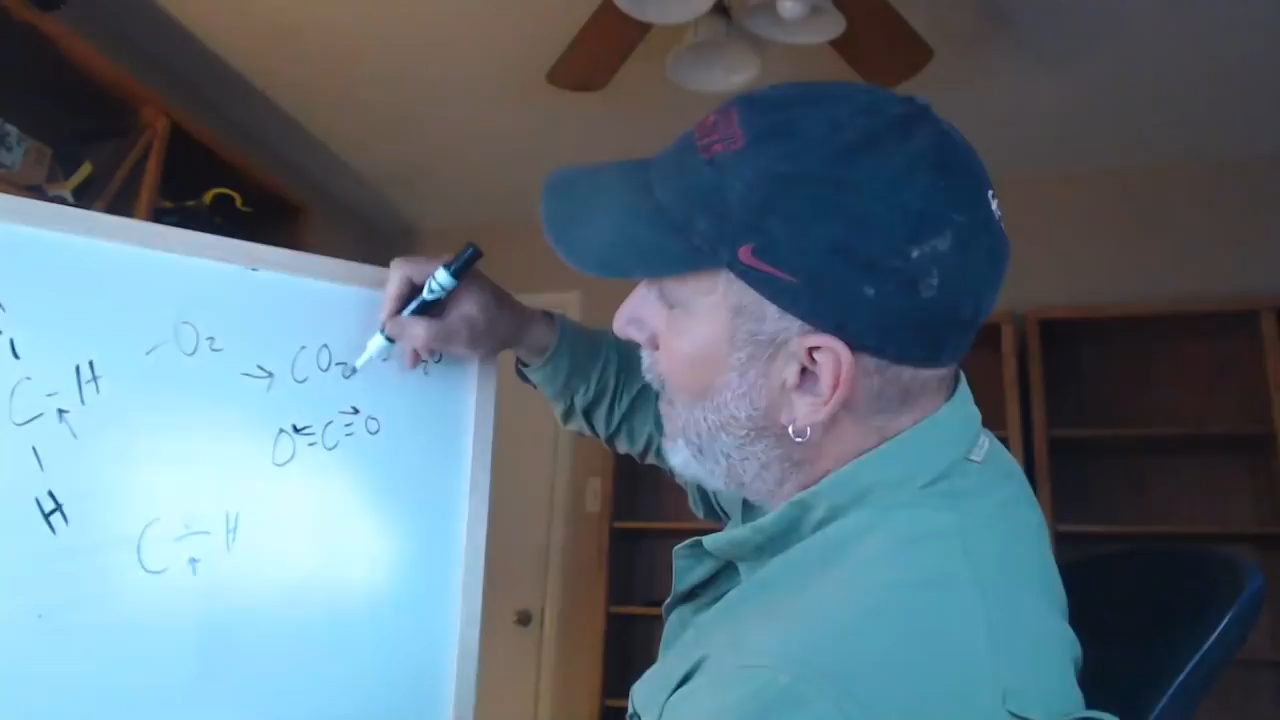 C - H
O₂ → CO₂
O = C = O
H
C - H